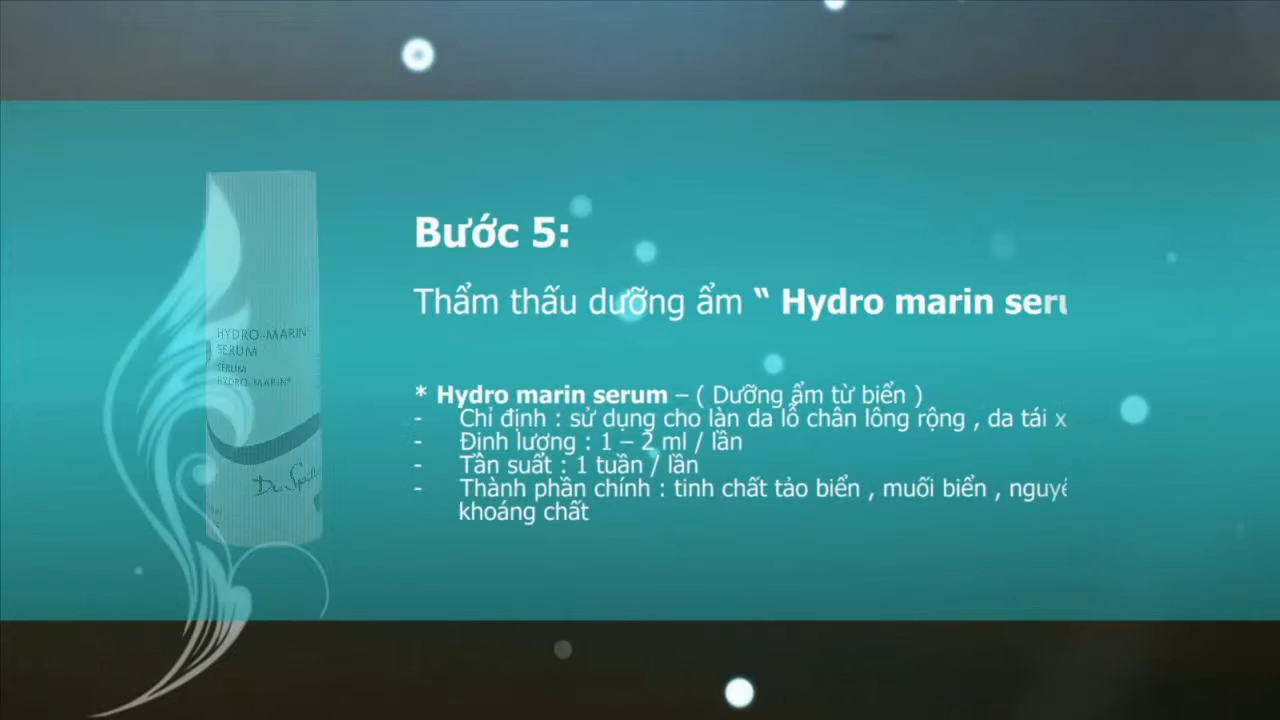 Bước 5:
Thẩm thấu dưỡng ẩm “ Hydro marin
* Hydro marin serum – ( Dưỡng ẩm từ biển )
- Chỉ định : sử dụng cho làn da lỗ chân lông rộng , da tái
- Định lượng : 1 – 2 ml / lần
- Tần suất : 1 tuần / lần
- Thành phần chính : tinh chất tảo biển , muối biển ,
khoáng chất
HYDRO-MARIN
SERUM
SÉRUM
HYDRO-MARIN®